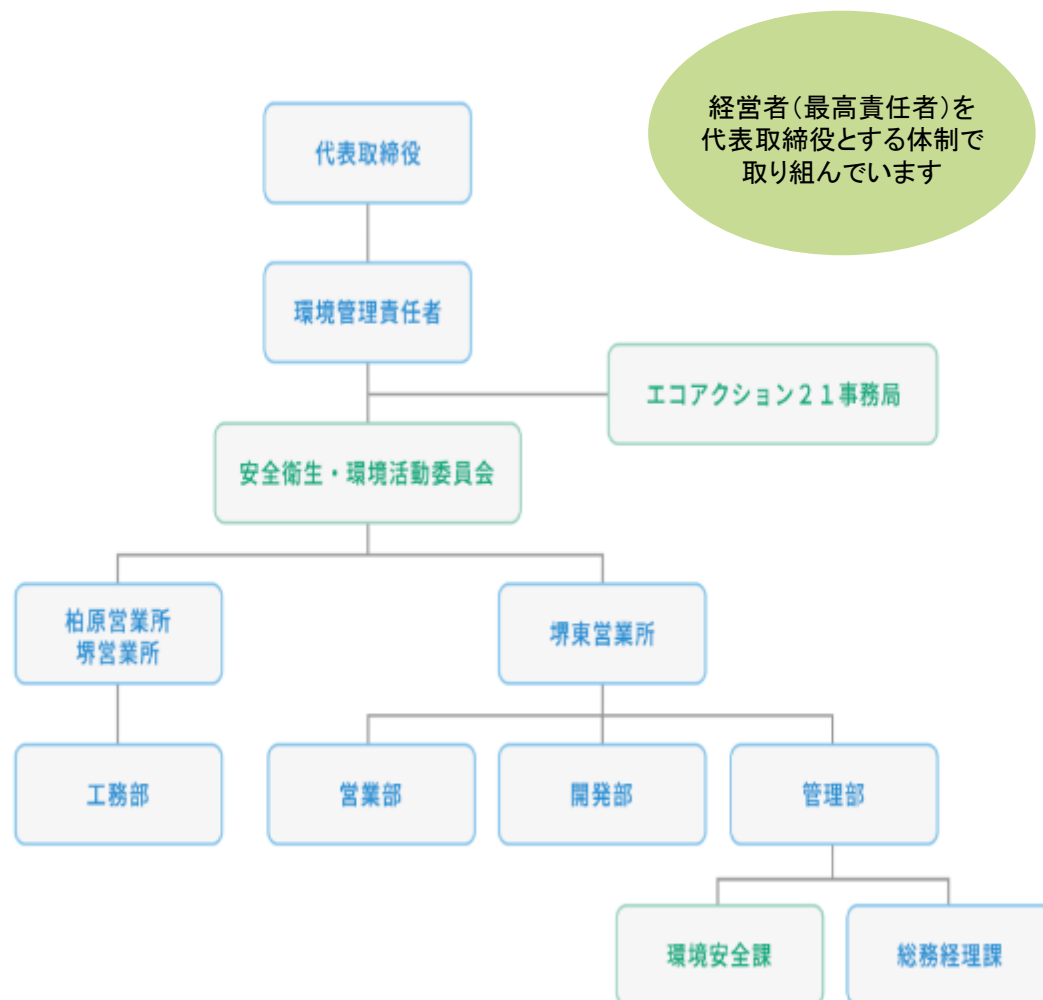 経営者（最高責任者）を
代表取締役とする体制で
取り組んでいます
代表取締役
環境管理責任者
エコアクション２１事務局
安全衛生・環境活動委員会
柏原営業所
堺営業所
堺東営業所
工務部
営業部
開発部
管理部
環境安全課
総務経理課